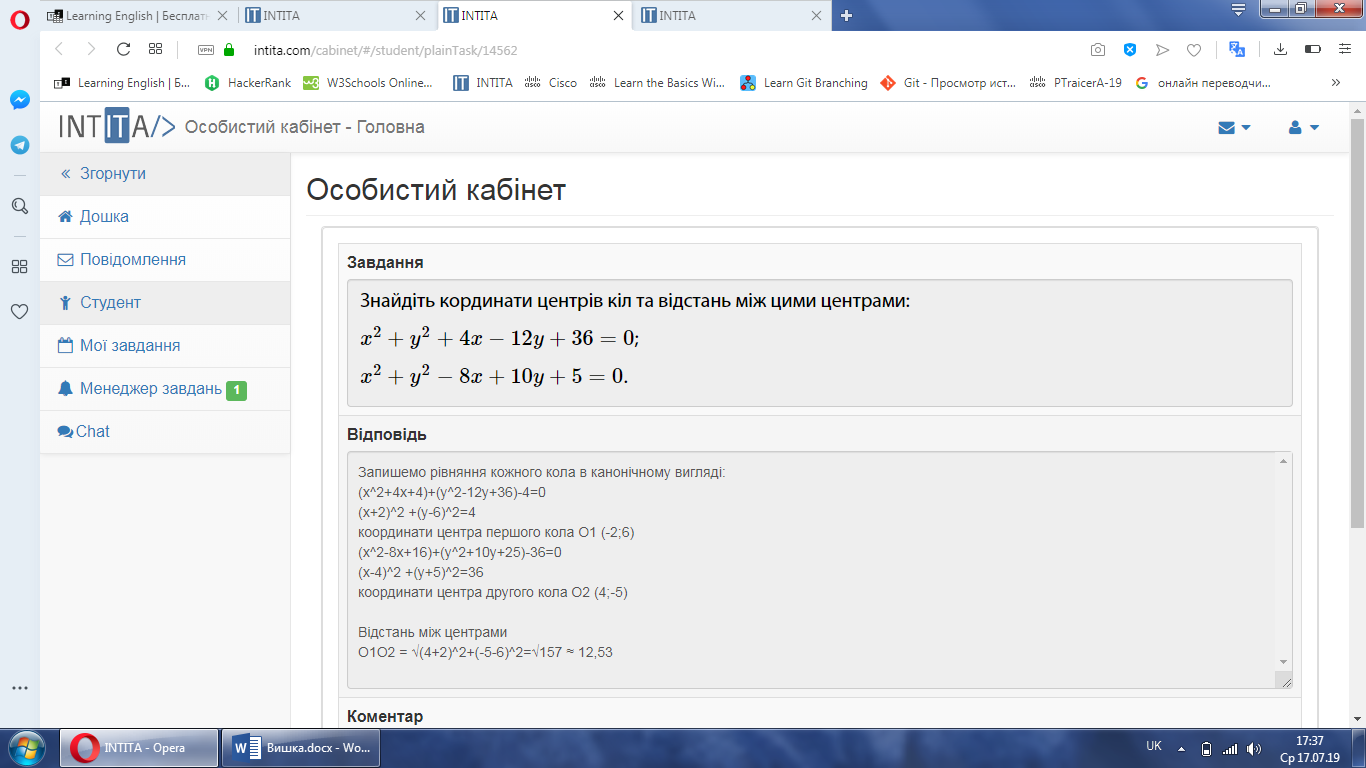 Learning English | Бесплатн
INTITA
INTITA
INTITA
VPN
intita.com/cabinet/#/student/plainTask/14562
Learning English | Б...
HackerRank
W3Schools Online...
INTITA
Cisco
Learn the Basics Wi...
Learn Git Branching
Git - Просмотр ист...
PTraicerA-19
онлайн переводчи...
INTITA/> Особистий кабінет - Головна
Згорнути
Дошка
Повідомлення
Студент
Мої завдання
Менеджер завдань 1
Chat
Особистий кабінет
Завдання
Знайдіть кординати центрів кіл та відстань між цими центрами:
x² + y² + 4x − 12y + 36 = 0;
x² + y² − 8x + 10y + 5 = 0.
Відповідь
Запишемо рівняння кожного кола в канонічному вигляді:
(x^2+4x+4)+(y^2-12y+36)-4=0
(x+2)^2 +(y-6)^2=4
координати центра першого кола О1 (-2;6)
(x^2-8x+16)+(y^2+10y+25)-36=0
(x-4)^2 +(y+5)^2=36
координати центра другого кола О2 (4;-5)
Відстань між центрами
О1О2 = √(4+2)^2+(-5-6)^2=√157 ≈ 12,53
Коментар
INTITA - Opera
Вишка.docx - Wo...
UK
17:37
Ср 17.07.19